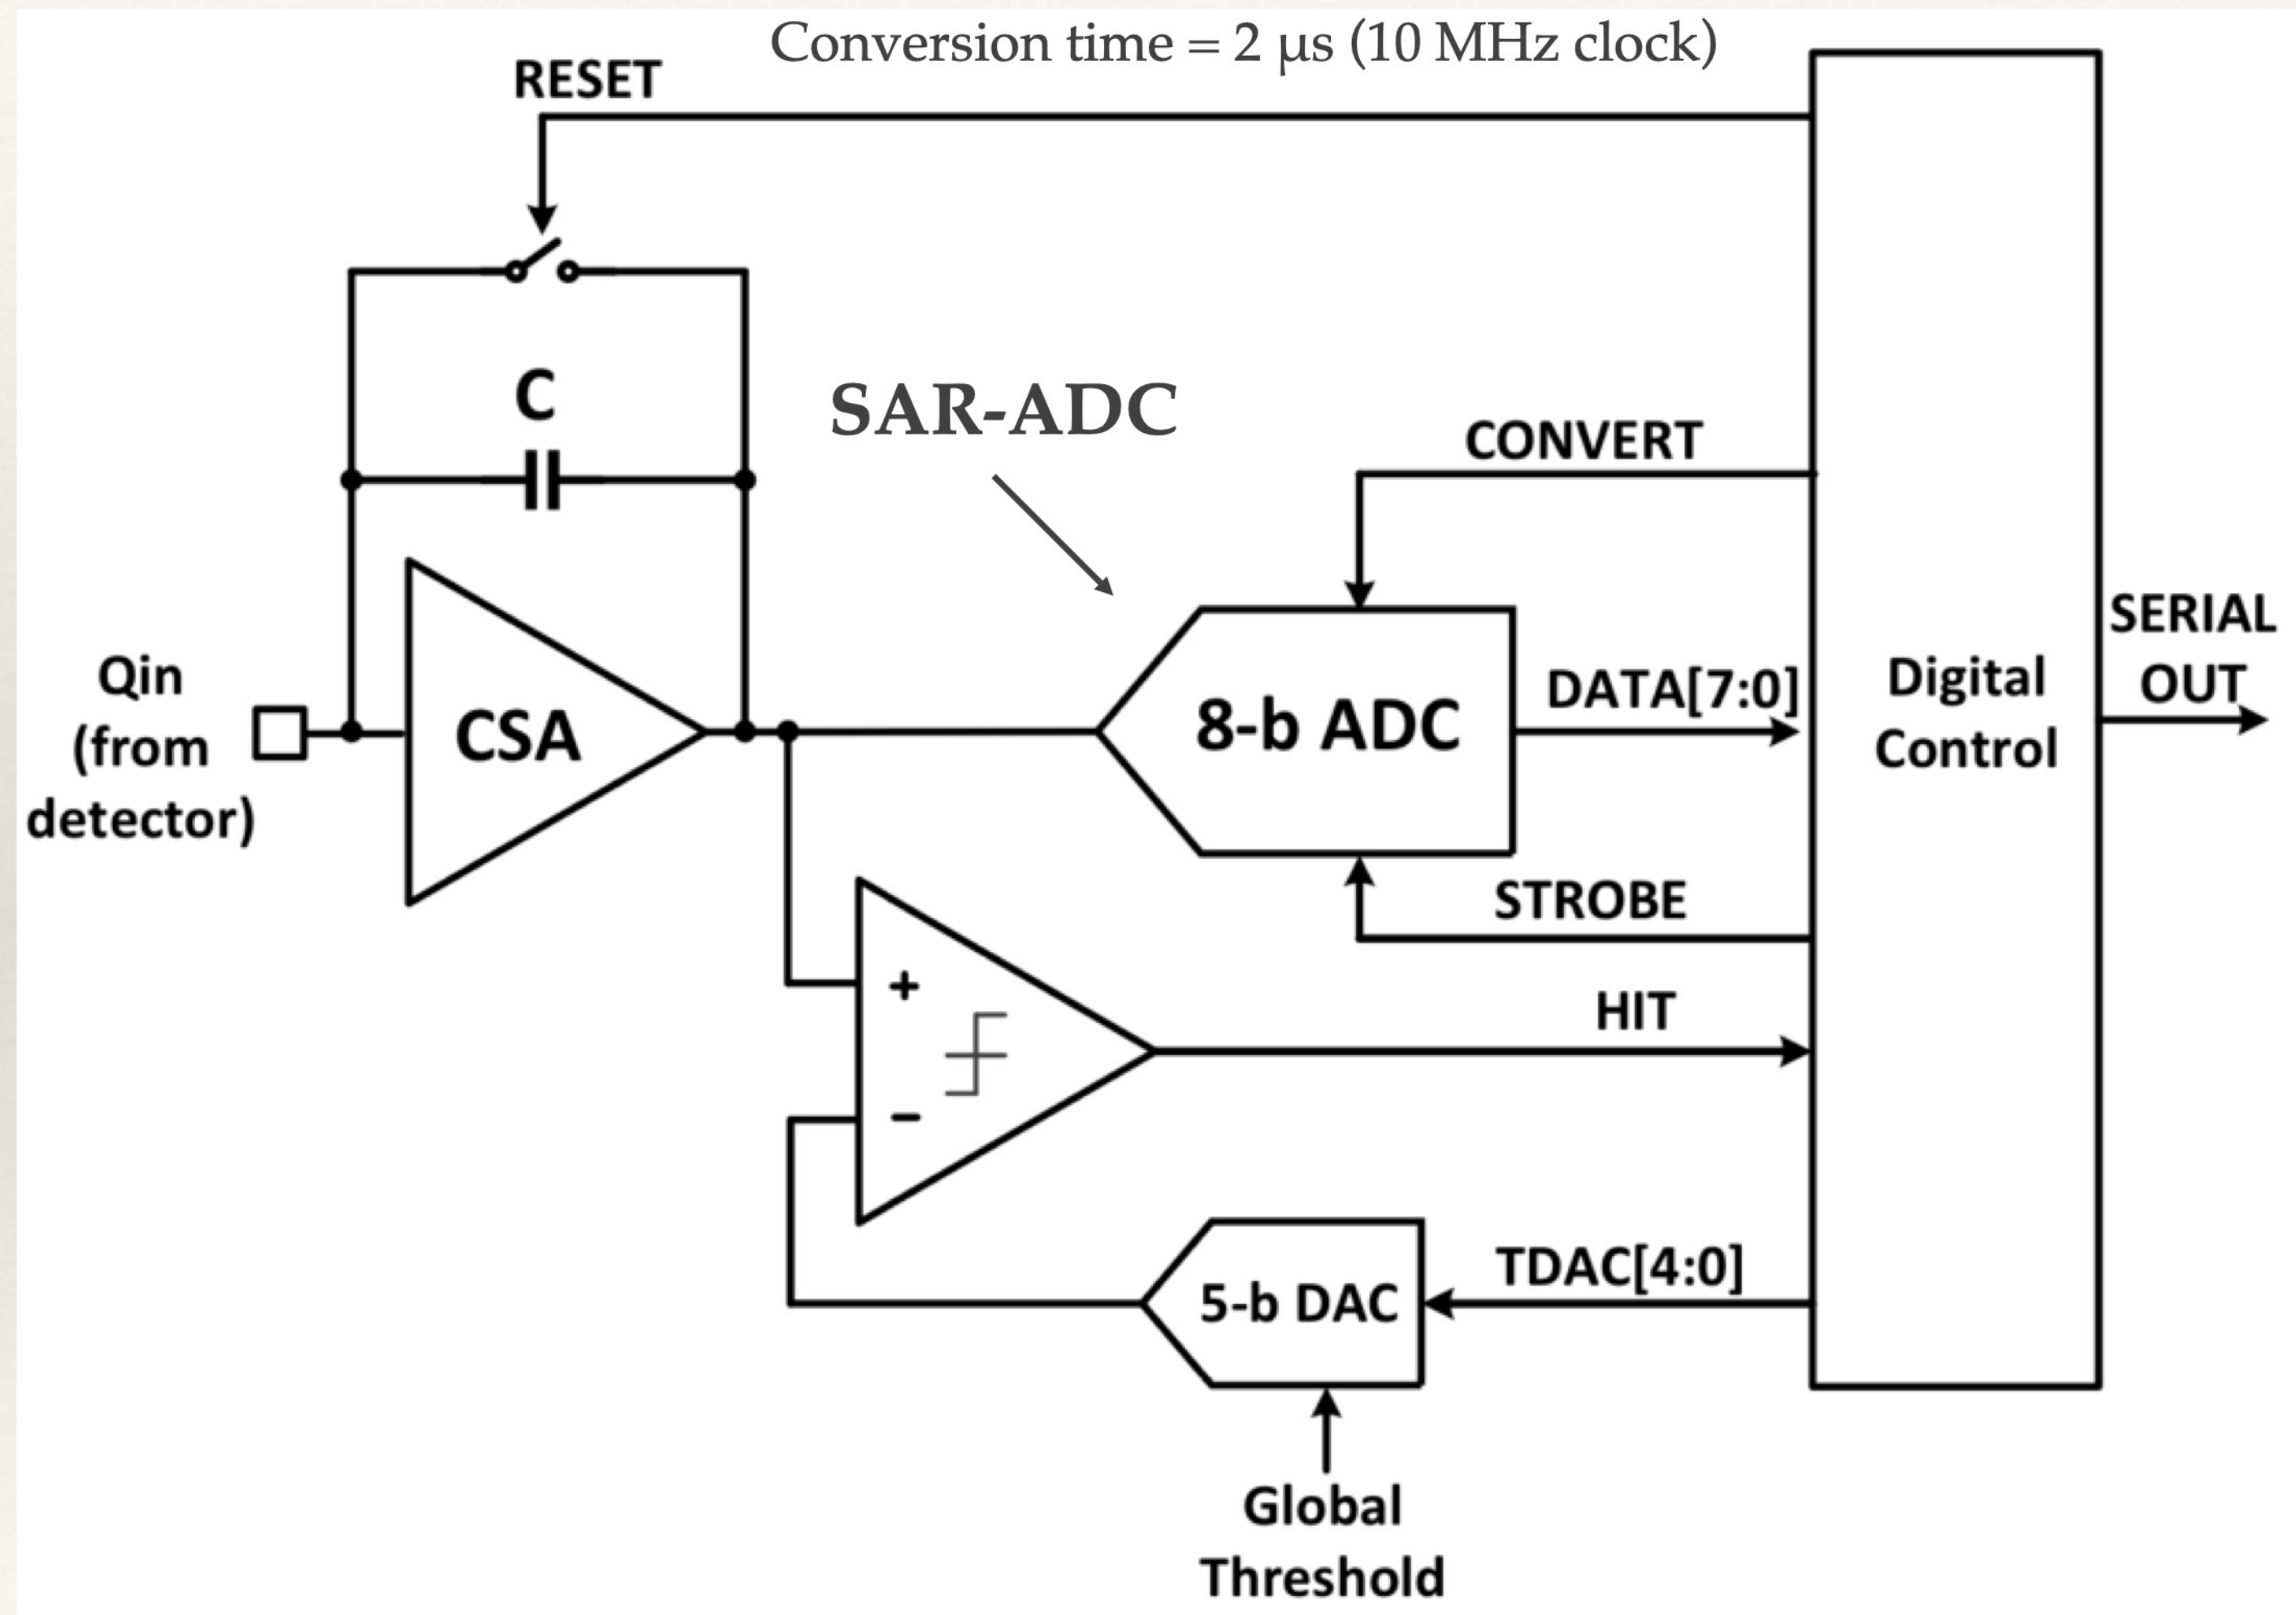 Conversion time = 2 μs (10 MHz clock)
RESET
C
SAR-ADC
CONVERT
Qin
(from
detector)
CSA
8-b ADC
DATA[7:0]
Digital
Control
SERIAL
OUT
STROBE
+
HIT
−
TDAC[4:0]
5-b DAC
Global
Threshold